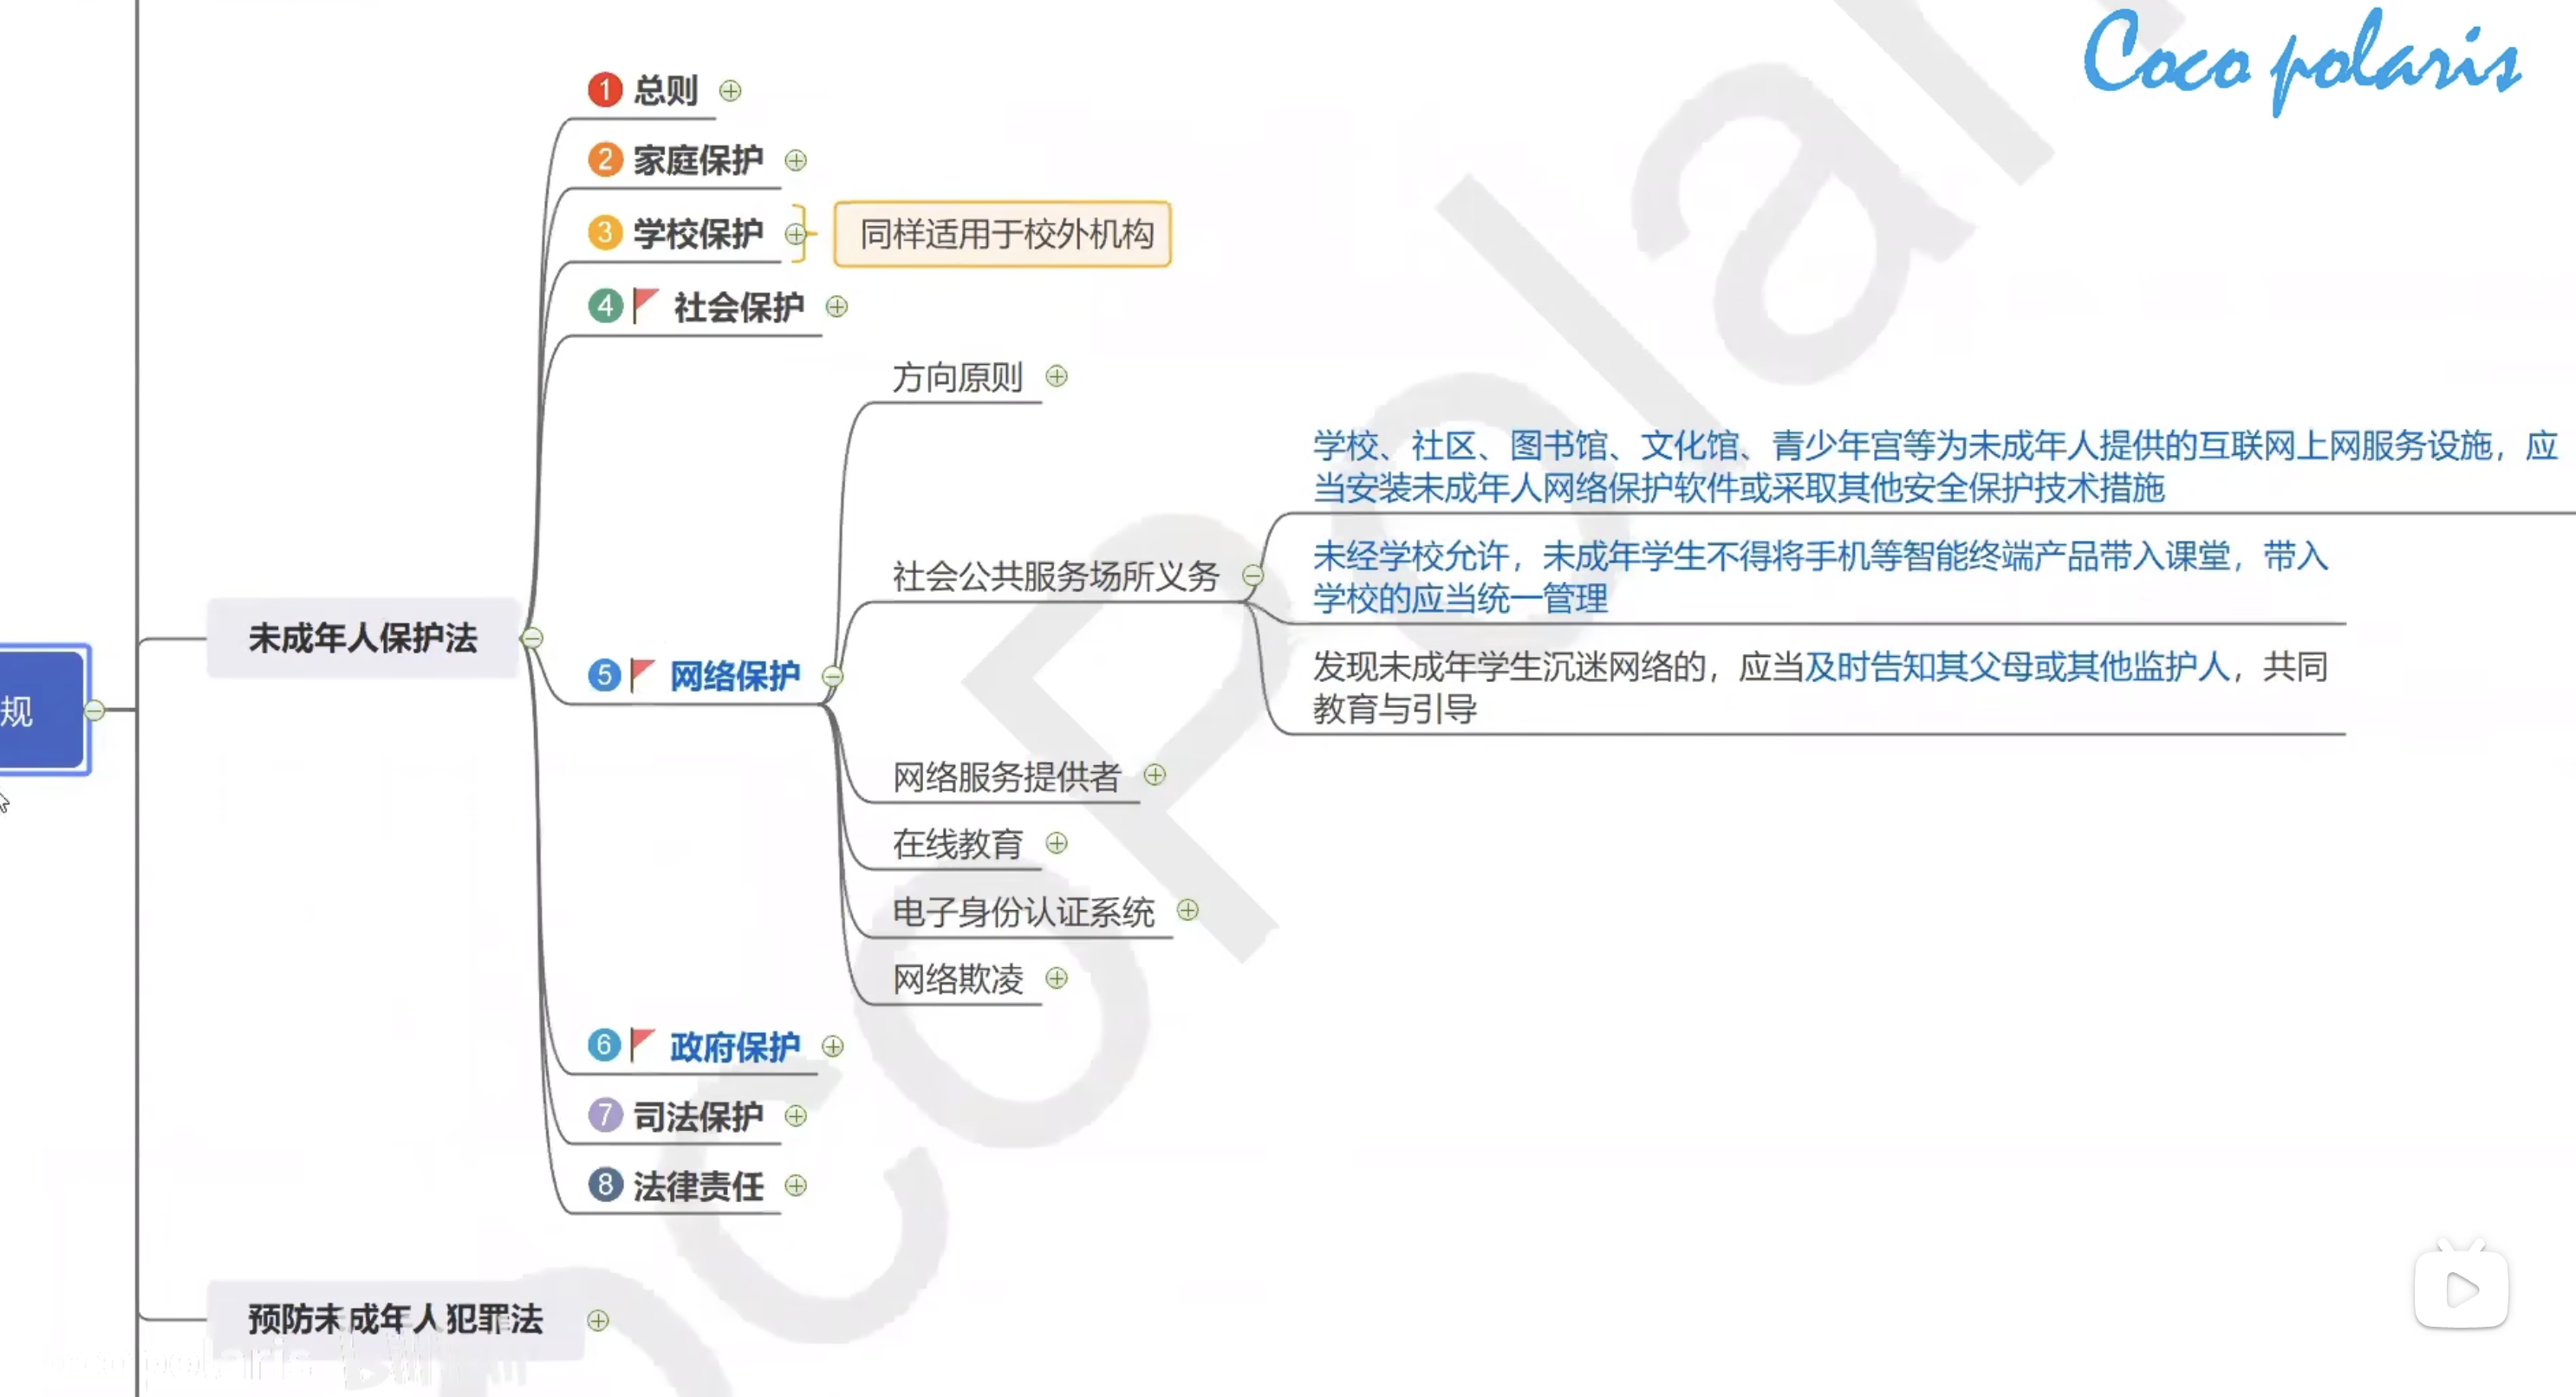 Coco polaris
1 总则
2 家庭保护
3 学校保护
同样适用于校外机构
4 社会保护
方向原则
学校、社区、图书馆、文化馆、青少年宫等为未成年人提供的互联网上网服务设施，应
当安装未成年人网络保护软件或采取其他安全保护技术措施
社会公共服务场所义务
未经学校允许，未成年学生不得将手机等智能终端产品带入课堂，带入
学校的应当统一管理
未成年人保护法
5 网络保护
发现未成年学生沉迷网络的，应当及时告知其父母或其他监护人，共同
教育与引导
规
网络服务提供者
在线教育
电子身份认证系统
网络欺凌
6 政府保护
7 司法保护
8 法律责任
预防未成年人犯罪法